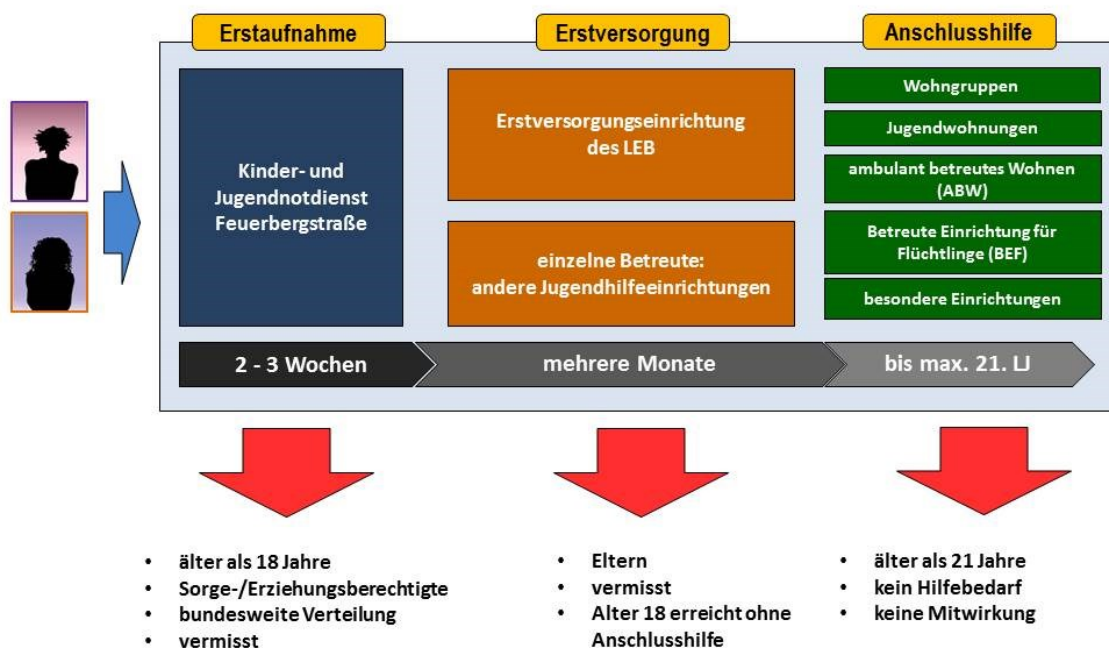 Erstaufnahme
Erstversorgung
Anschlusshilfe
Kinder- und
Jugendnotdienst
Feuerbergstraße
Erstversorgungseinrichtung
des LEB
einzelne Betreute:
andere Jugendhilfeeinrichtungen
Wohngruppen
Jugendwohnungen
ambulant betreutes Wohnen
(ABW)
Betreute Einrichtung für
Flüchtlinge (BEF)
besondere Einrichtungen
2 - 3 Wochen
mehrere Monate
bis max. 21. LJ
• älter als 18 Jahre
• Sorge-/Erziehungsberechtigte
• bundesweite Verteilung
• vermisst
• Eltern
• vermisst
• Alter 18 erreicht ohne
Anschlusshilfe
• älter als 21 Jahre
• kein Hilfebedarf
• keine Mitwirkung